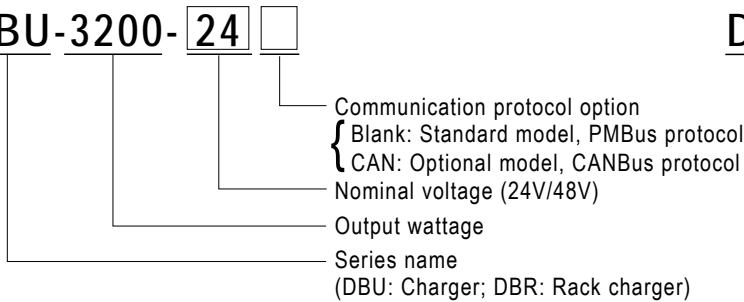 BU-3200-24
Communication protocol option
Blank: Standard model, PMBus protocol
CAN: Optional model, CANBus protocol
Nominal voltage (24V/48V)
Output wattage
Series name
(DBU: Charger; DBR: Rack charger)